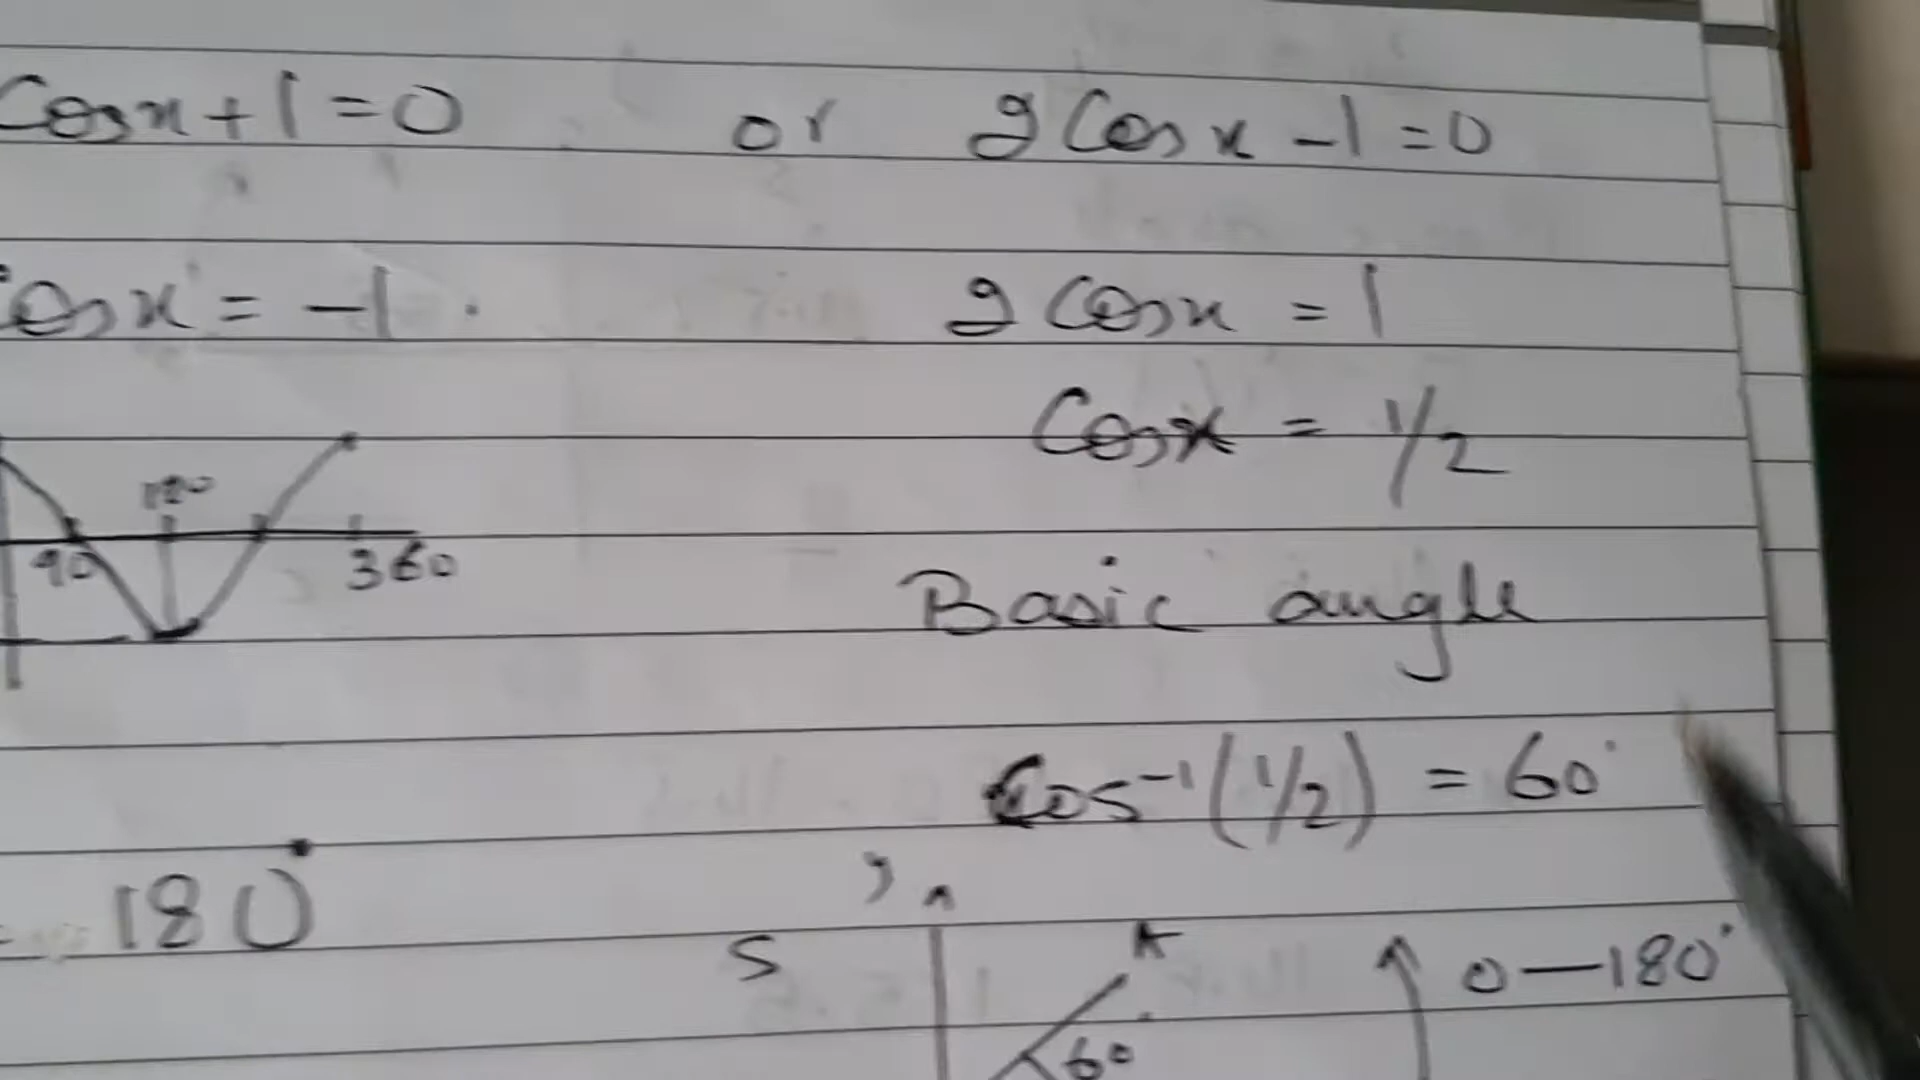 Cosx+1=0 or 2Cosx-1=0
Cosx = -1 . 2Cosx = 1
Cosx = 1/2
180
90 360
Basic angle
Cos⁻¹(1/2) = 60°
180°
S A 0—180°
60